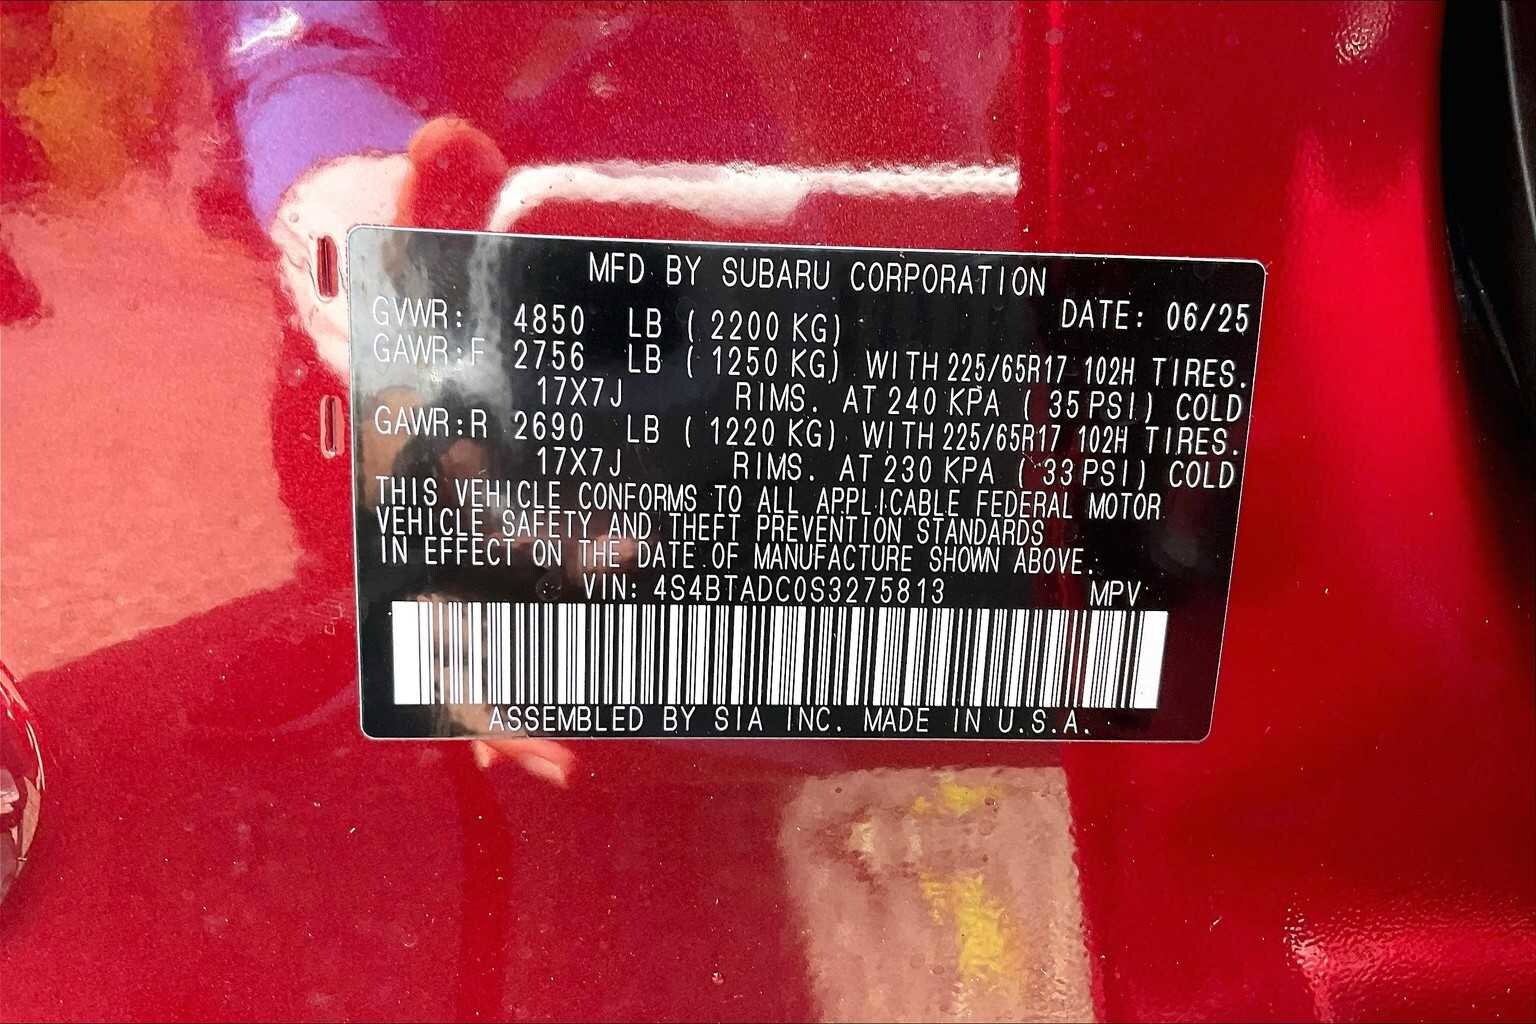 MFD BY SUBARU CORPORATION
DATE: 06/25
GVWR: 4850 LB ( 2200 KG)
GAWR:F 2756 LB ( 1250 KG) WITH 225/65R17 102H TIRES.
17X7J RIMS. AT 240 KPA ( 35 PSI) COLD
GAWR:R 2690 LB ( 1220 KG) WITH 225/65R17 102H TIRES.
17X7J RIMS. AT 230 KPA ( 33 PSI) COLD
THIS VEHICLE CONFORMS TO ALL APPLICABLE FEDERAL MOTOR
VEHICLE SAFETY AND THEFT PREVENTION STANDARDS
IN EFFECT ON THE DATE OF MANUFACTURE SHOWN ABOVE.
VIN: 4S4BTADC0S3275813 MPV
ASSEMBLED BY SIA INC. MADE IN U.S.A.